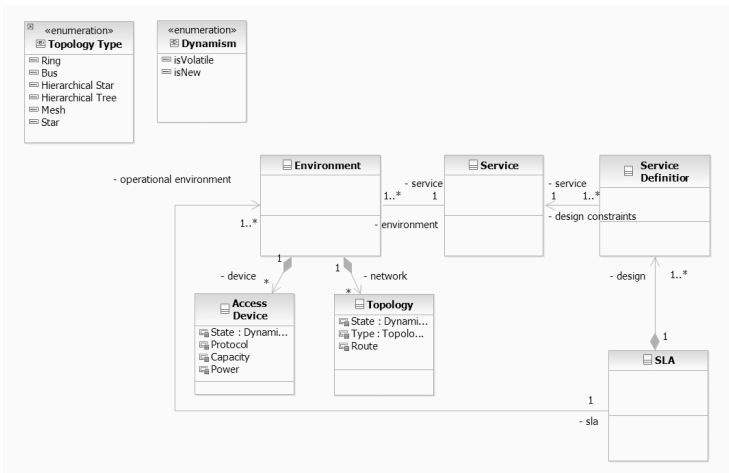 «enumeration»
Topology Type
Ring
Bus
Hierarchical Star
Hierarchical Tree
Mesh
Star
«enumeration»
Dynamism
isVolatile
isNew
- operational environment
1..*
Environment
1..*
- service
1
- environment
Service
- service
1
1..*
- design constraints
Service
Definitior
1
- device
*
1
- network
*
Access
Device
State : Dynami...
Protocol
Capacity
Power
Topology
State : Dynami...
Type : Topolo...
Route
- design
1..*
1
SLA
1
- sla